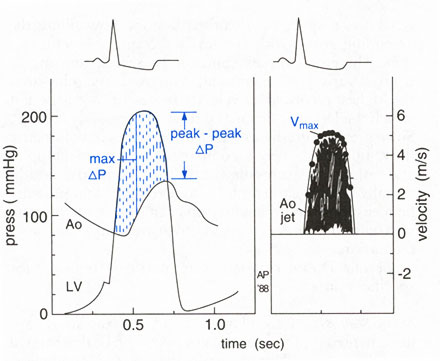 200
100
0
press (mmHg)
max
ΔP
peak - peak
ΔP
Ao
LV
0.5
1.0
time (sec)
AP
'88
Vmax
Ao
jet
6
4
2
0
-2
velocity (m/s)